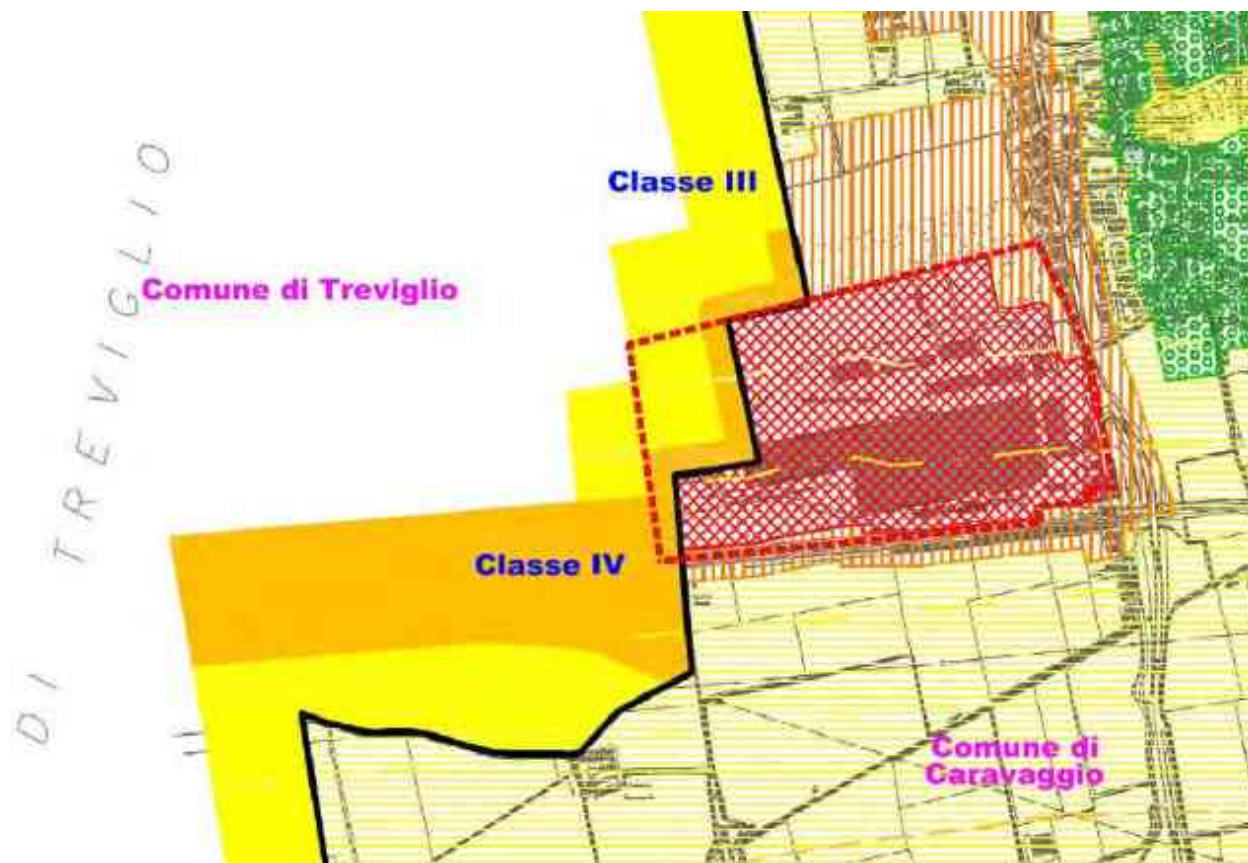 Classe III
Comune di Treviglio
DI TREVIGLIO
Classe IV
Comune di
Caravaggio